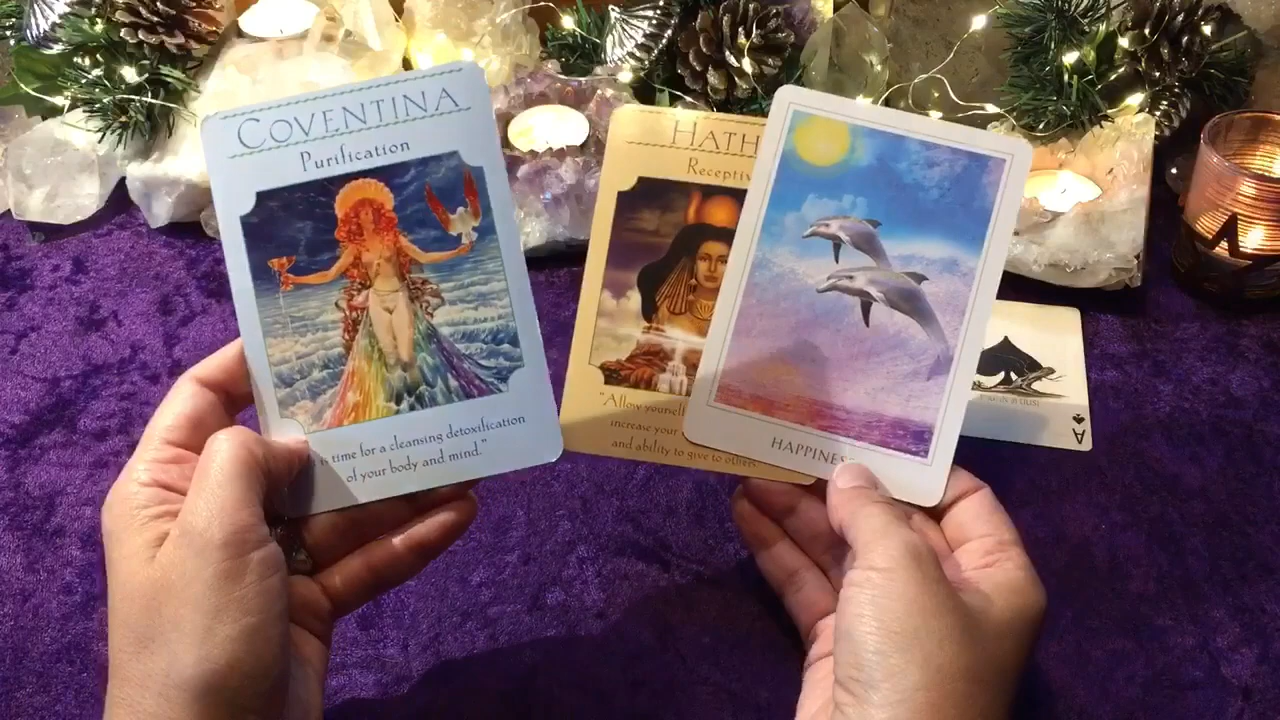 COVENTINA
Purification
is time for a cleansing detoxification
of your body and mind."
HATH
Receptiv
"Allow yourself
increase your
and ability to give to others."
HAPPINESS
A